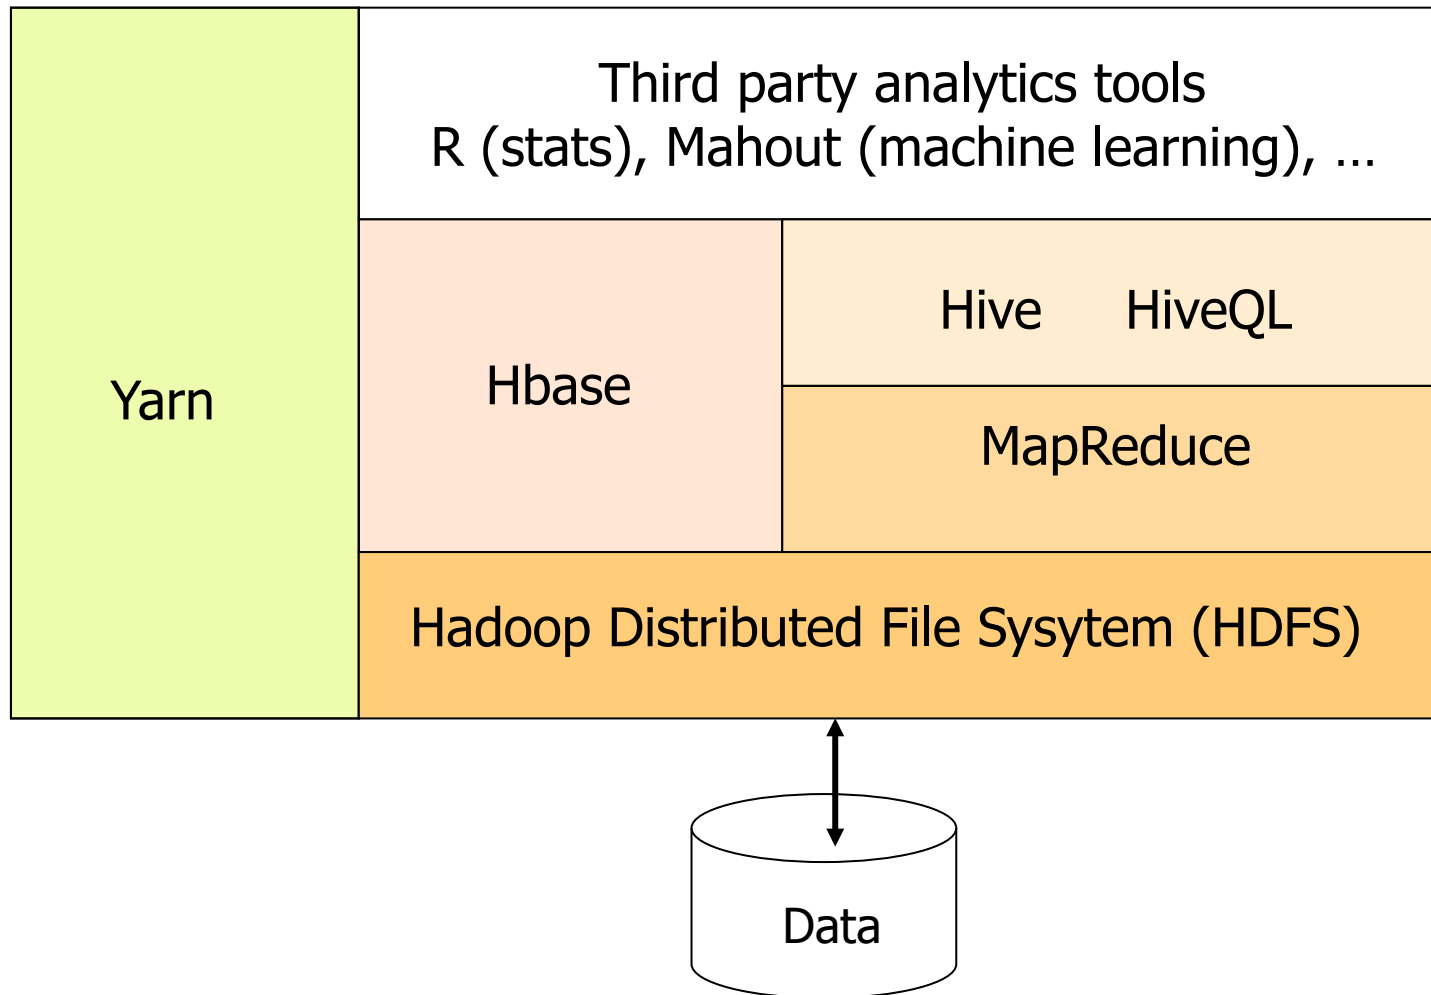 Third party analytics tools
R (stats), Mahout (machine learning), ...
Hive HiveQL
Hbase
Yarn
MapReduce
Hadoop Distributed File Sysytem (HDFS)
Data